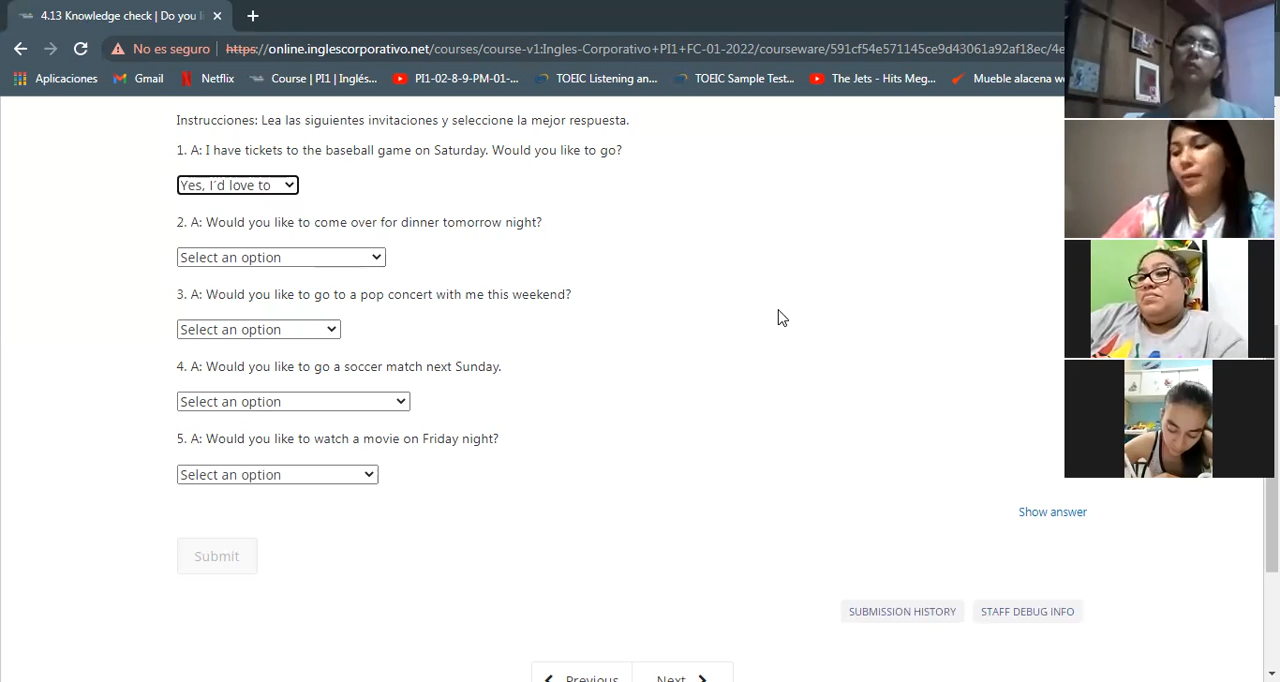 4.13 Knowledge check | Do you l
No es seguro
https://online.inglescorporativo.net/courses/course-v1:Ingles-Corporativo+PI1+FC-01-2022/courseware/591cf54e571145ce9d43061a92af18ec/4e
Aplicaciones Gmail Netflix Course | PI1 | Inglés... PI1-02-8-9-PM-01-... TOEIC Listening an... TOEIC Sample Test... The Jets - Hits Meg... Mueble alacena w
Instrucciones: Lea las siguientes invitaciones y seleccione la mejor respuesta.
1. A: I have tickets to the baseball game on Saturday. Would you like to go?
Yes, I´d love to
2. A: Would you like to come over for dinner tomorrow night?
Select an option
3. A: Would you like to go to a pop concert with me this weekend?
Select an option
4. A: Would you like to go a soccer match next Sunday.
Select an option
5. A: Would you like to watch a movie on Friday night?
Select an option
Show answer
Submit
SUBMISSION HISTORY STAFF DEBUG INFO
Previous Next